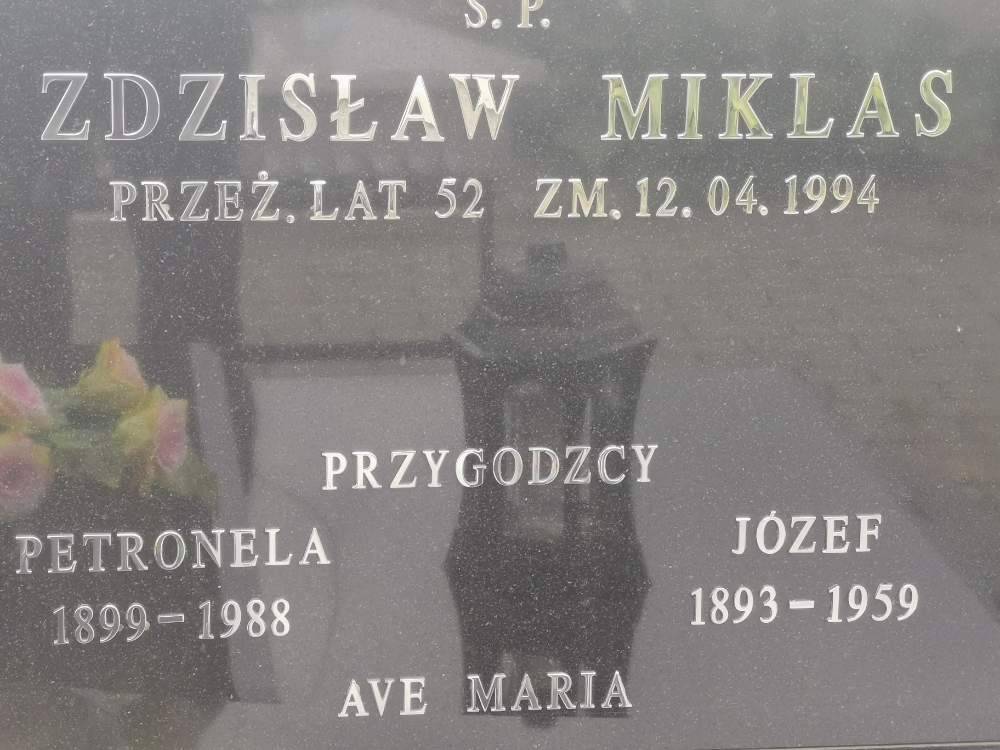 Ś. P.
ZDZISŁAW MIKLAS
PRZEŻ. LAT 52 ZM. 12. 04. 1994
PRZYGODZCY
PETRONELA JÓZEF
1899-1988 1893-1959
AVE MARIA